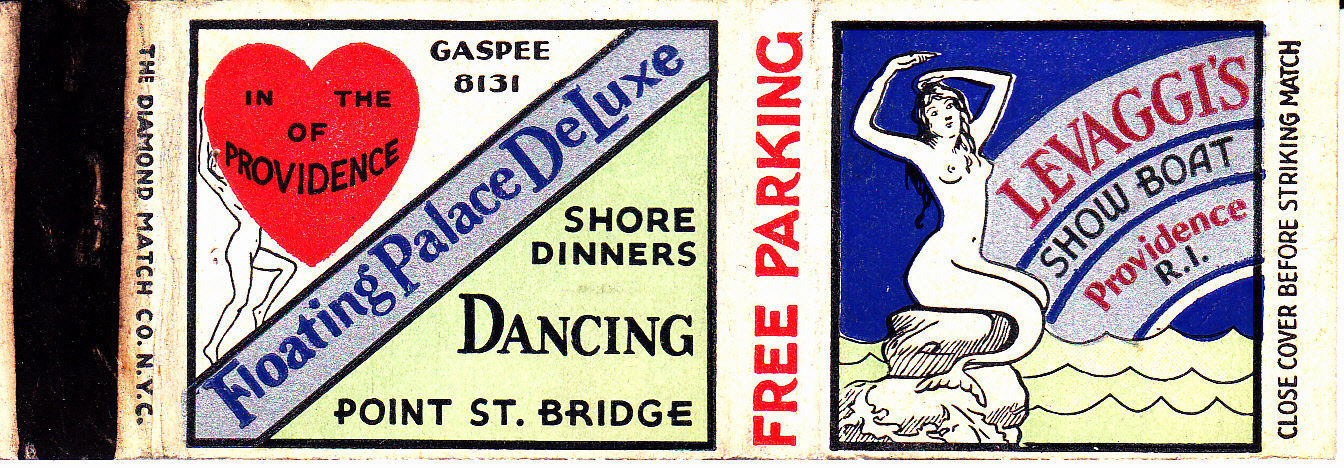 THE DIAMOND MATCH CO. N.Y.C.
IN THE
OF
PROVIDENCE
GASPEE
8131
Floating Palace DeLuxe
SHORE
DINNERS
DANCING
POINT ST. BRIDGE
FREE PARKING
LEVAGGI'S
SHOW BOAT
Providence
R.I.
CLOSE COVER BEFORE STRIKING MATCH